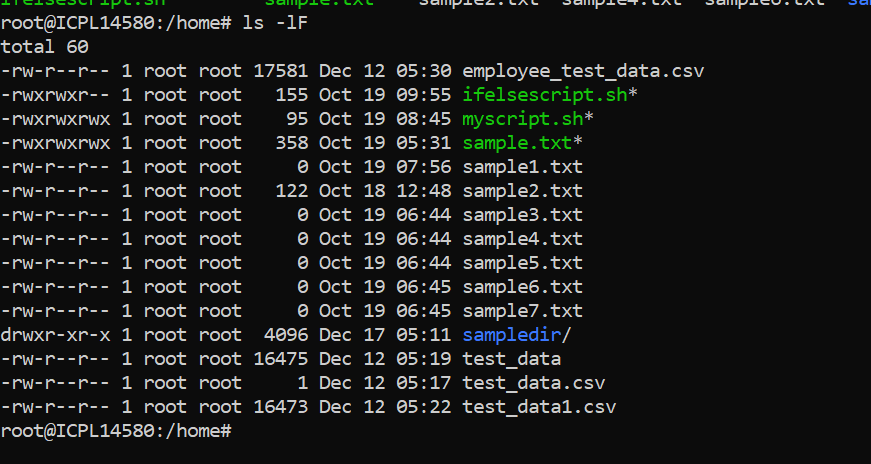 ifelsescript.sh sample.txt sample2.txt sample4.txt sample6.txt
root@ICPL14580:/home# ls -lF
total 60
-rw-r--r-- 1 root root 17581 Dec 12 05:30 employee_test_data.csv
-rwxrwxr-- 1 root root   155 Oct 19 09:55 ifelsescript.sh*
-rwxrwxrwx 1 root root    95 Oct 19 08:45 myscript.sh*
-rwxrwxrwx 1 root root   358 Oct 19 05:31 sample.txt*
-rw-r--r-- 1 root root     0 Oct 19 07:56 sample1.txt
-rw-r--r-- 1 root root   122 Oct 18 12:48 sample2.txt
-rw-r--r-- 1 root root     0 Oct 19 06:44 sample3.txt
-rw-r--r-- 1 root root     0 Oct 19 06:44 sample4.txt
-rw-r--r-- 1 root root     0 Oct 19 06:44 sample5.txt
-rw-r--r-- 1 root root     0 Oct 19 06:45 sample6.txt
-rw-r--r-- 1 root root     0 Oct 19 06:45 sample7.txt
drwxr-xr-x 1 root root  4096 Dec 17 05:11 sampledir/
-rw-r--r-- 1 root root 16475 Dec 12 05:19 test_data
-rw-r--r-- 1 root root     1 Dec 12 05:17 test_data.csv
-rw-r--r-- 1 root root 16473 Dec 12 05:22 test_data1.csv
root@ICPL14580:/home#